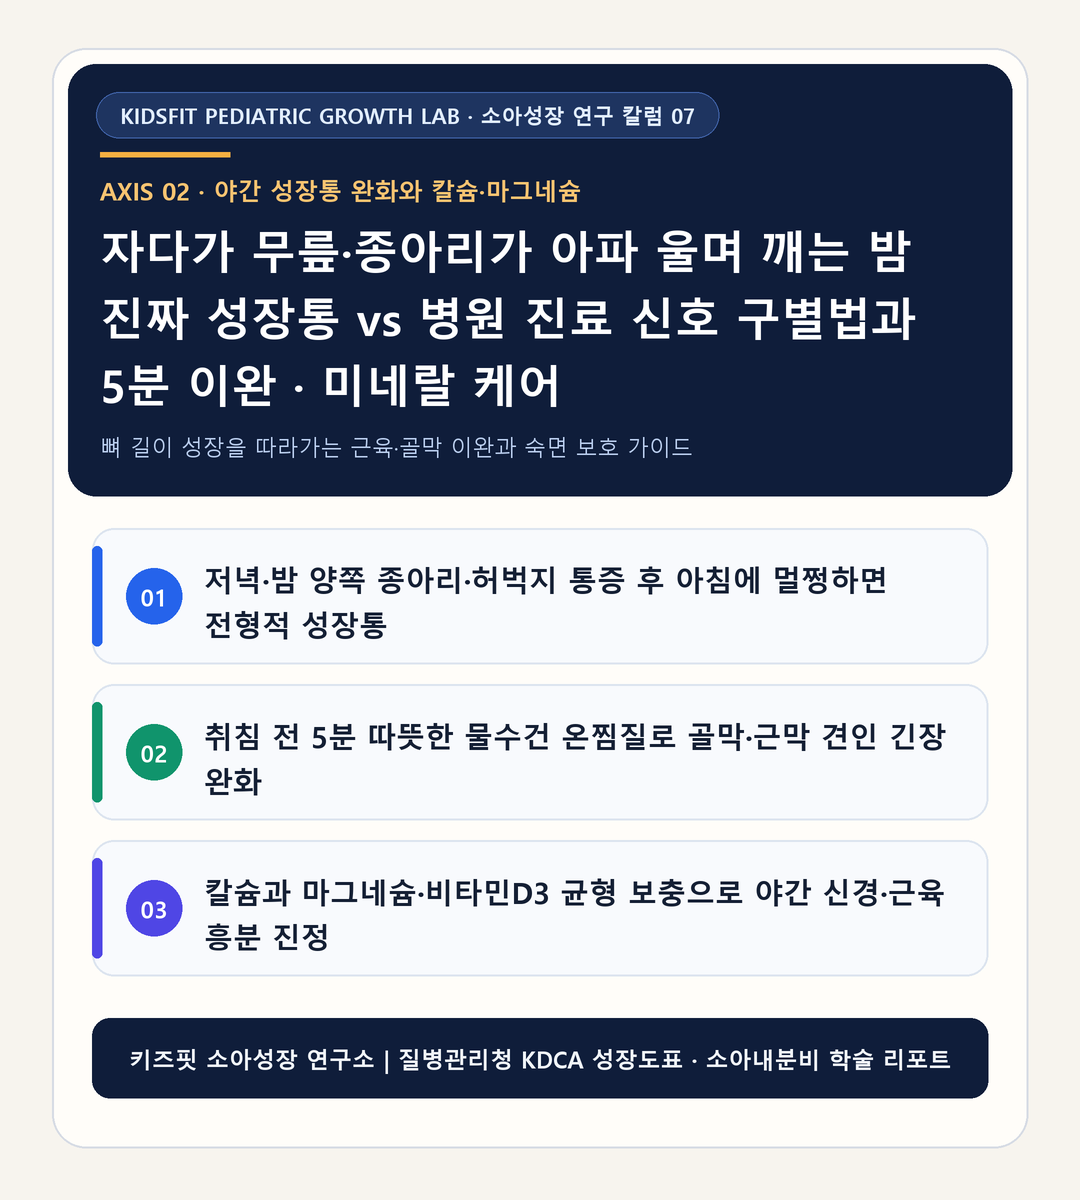 KIDSFIT PEDIATRIC GROWTH LAB · 소아성장 연구 칼럼 07
AXIS 02 · 야간 성장통 완화와 칼슘·마그네슘
자다가 무릎·종아리가 아파 울며 깨는 밤
진짜 성장통 vs 병원 진료 신호 구별법과
5분 이완 · 미네랄 케어
뼈 길이 성장을 따라가는 근육·골막 이완과 숙면 보호 가이드
01
저녁·밤 양쪽 종아리·허벅지 통증 후 아침에 멀쩡하면
전형적 성장통
02
취침 전 5분 따뜻한 물수건 온찜질로 골막·근막 견인 긴장
완화
03
칼슘과 마그네슘·비타민D3 균형 보충으로 야간 신경·근육
흥분 진정
키즈핏 소아성장 연구소 | 질병관리청 KDCA 성장도표 · 소아내분비 학술 리포트